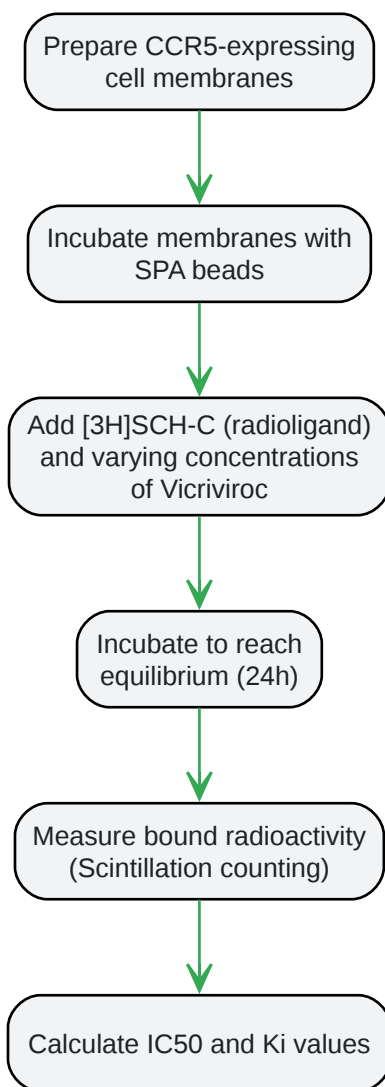 Prepare CCR5-expressing
cell membranes
Incubate membranes with
SPA beads
Add [3H]SCH-C (radioligand)
and varying concentrations
of Vicriviroc
Incubate to reach
equilibrium (24h)
Measure bound radioactivity
(Scintillation counting)
Calculate IC50 and Ki values